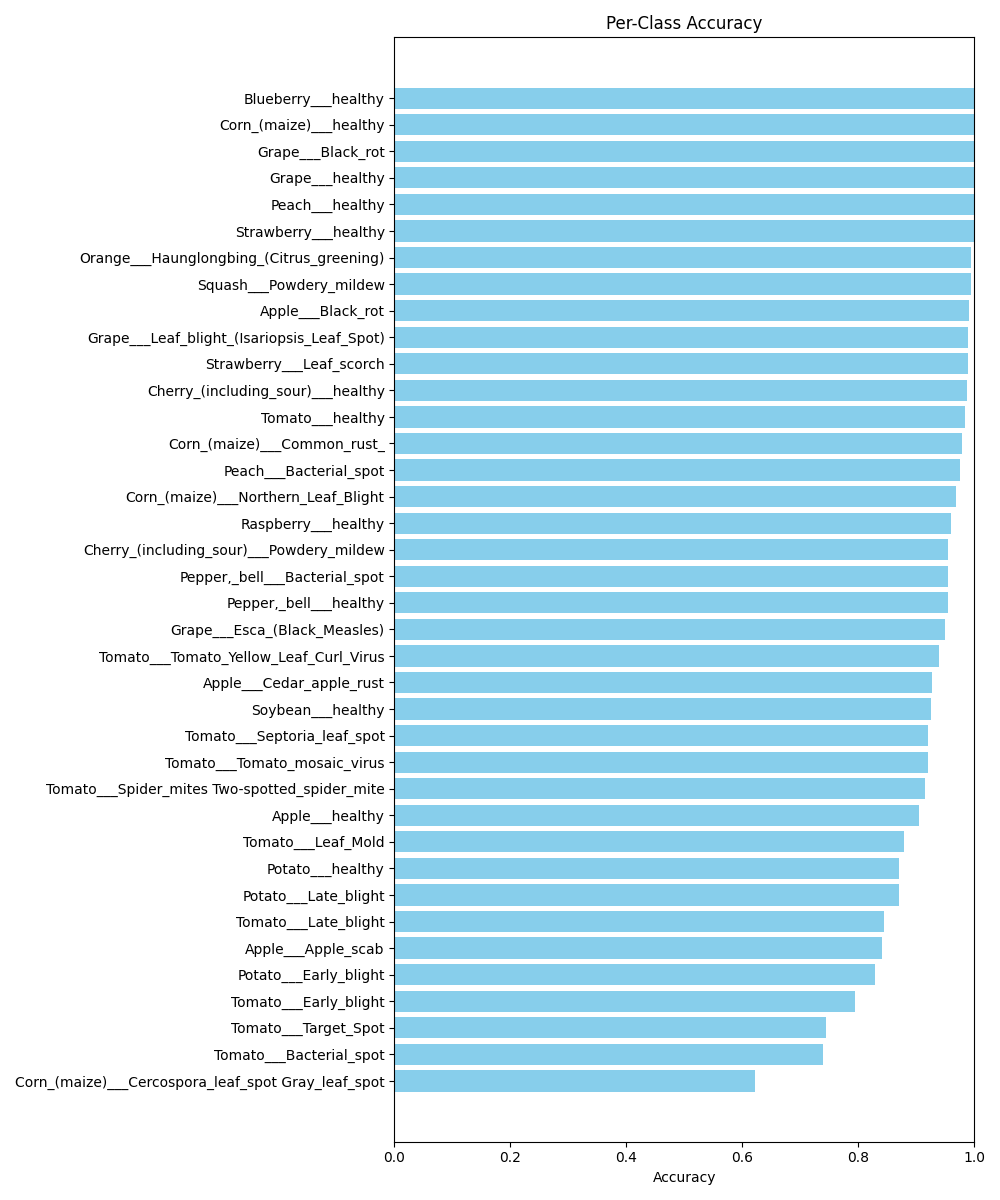 Per-Class Accuracy
Blueberry___healthy
Corn_(maize)___healthy
Grape___Black_rot
Grape___healthy
Peach___healthy
Strawberry___healthy
Orange___Haunglongbing_(Citrus_greening)
Squash___Powdery_mildew
Apple___Black_rot
Grape___Leaf_blight_(Isariopsis_Leaf_Spot)
Strawberry___Leaf_scorch
Cherry_(including_sour)___healthy
Tomato___healthy
Corn_(maize)___Common_rust_
Peach___Bacterial_spot
Corn_(maize)___Northern_Leaf_Blight
Raspberry___healthy
Cherry_(including_sour)___Powdery_mildew
Pepper,_bell___Bacterial_spot
Pepper,_bell___healthy
Grape___Esca_(Black_Measles)
Tomato___Tomato_Yellow_Leaf_Curl_Virus
Apple___Cedar_apple_rust
Soybean___healthy
Tomato___Septoria_leaf_spot
Tomato___Tomato_mosaic_virus
Tomato___Spider_mites Two-spotted_spider_mite
Apple___healthy
Tomato___Leaf_Mold
Potato___healthy
Potato___Late_blight
Tomato___Late_blight
Apple___Apple_scab
Potato___Early_blight
Tomato___Early_blight
Tomato___Target_Spot
Tomato___Bacterial_spot
Corn_(maize)___Cercospora_leaf_spot Gray_leaf_spot
0.0 0.2 0.4 0.6 0.8 1.0
Accuracy